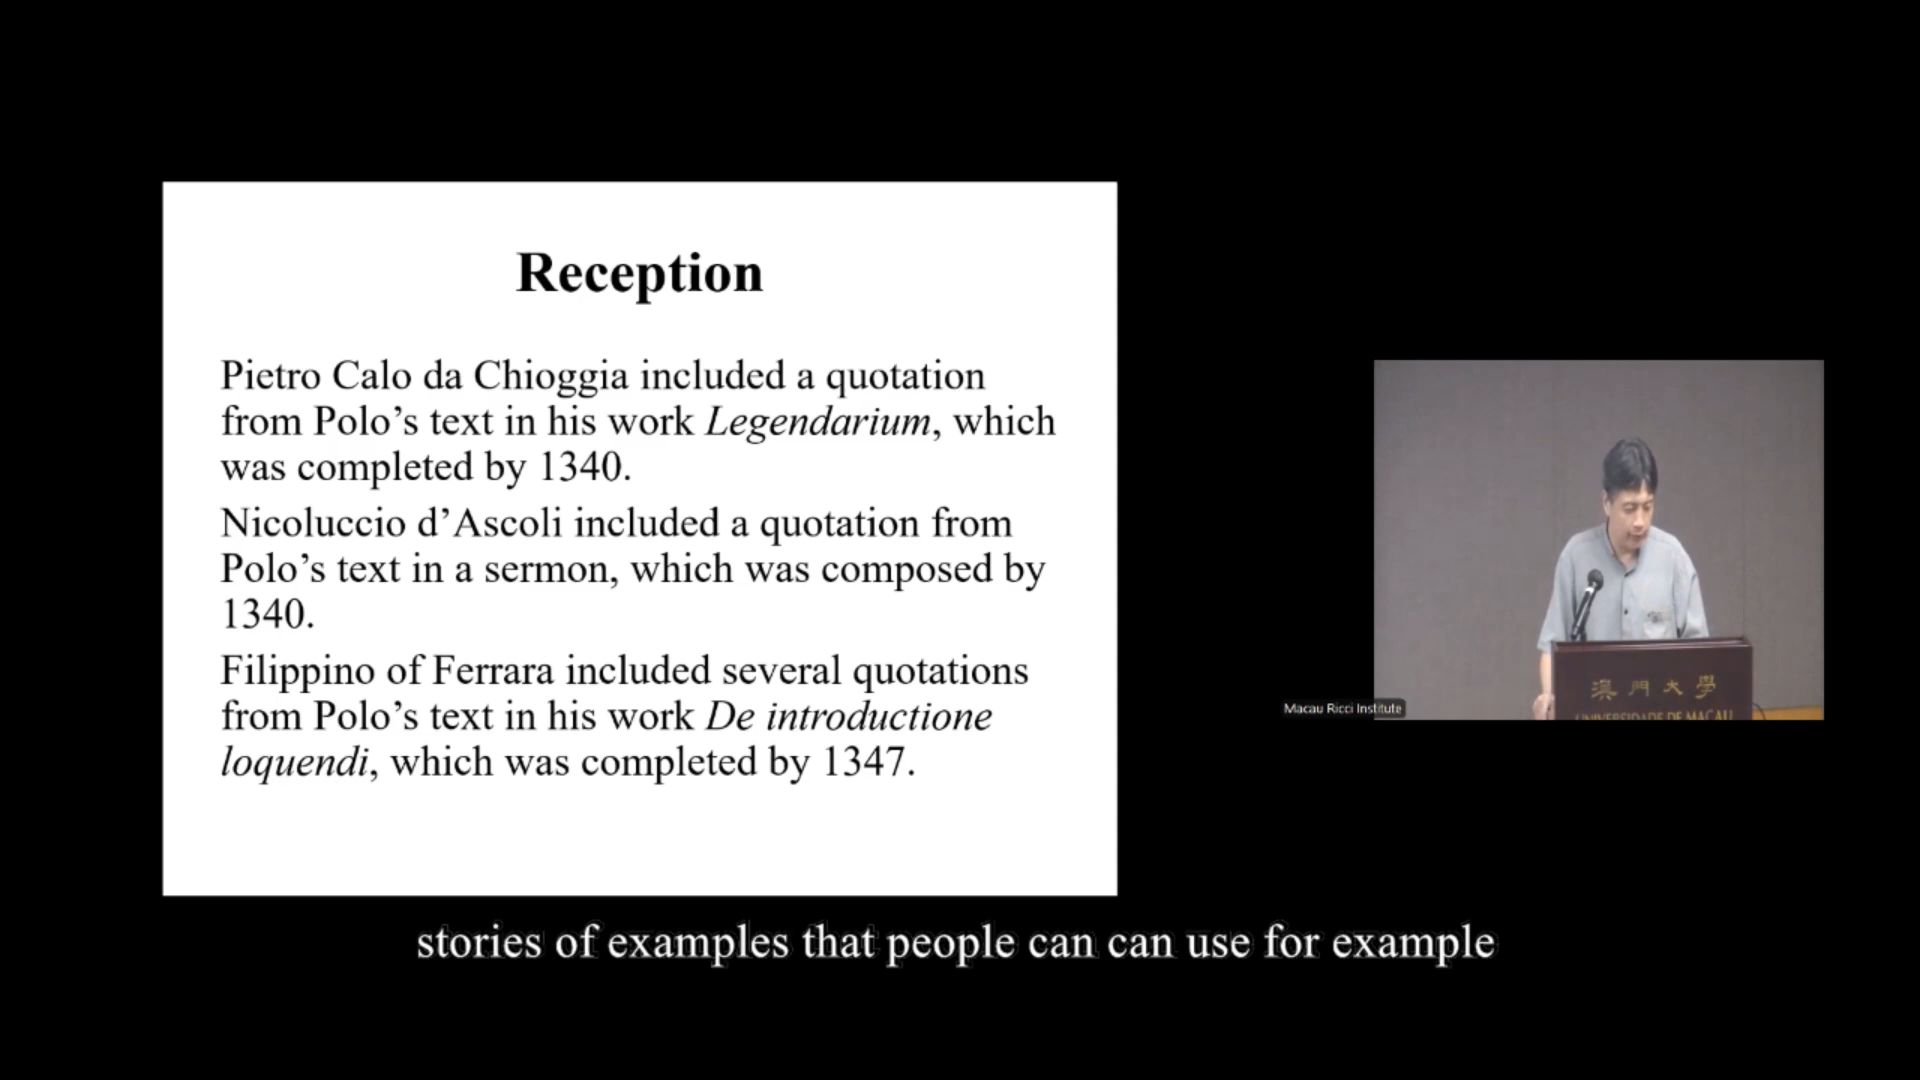 Reception
Pietro Calo da Chioggia included a quotation
from Polo's text in his work Legendarium, which
was completed by 1340.
Nicoluccio d'Ascoli included a quotation from
Polo's text in a sermon, which was composed by
1340.
Filippino of Ferrara included several quotations
from Polo's text in his work De introductione
loquendi, which was completed by 1347.
澳門大學
UNIVERSIDADE DE MACAU
Macau Ricci Institute
stories of examples that people can can use for example